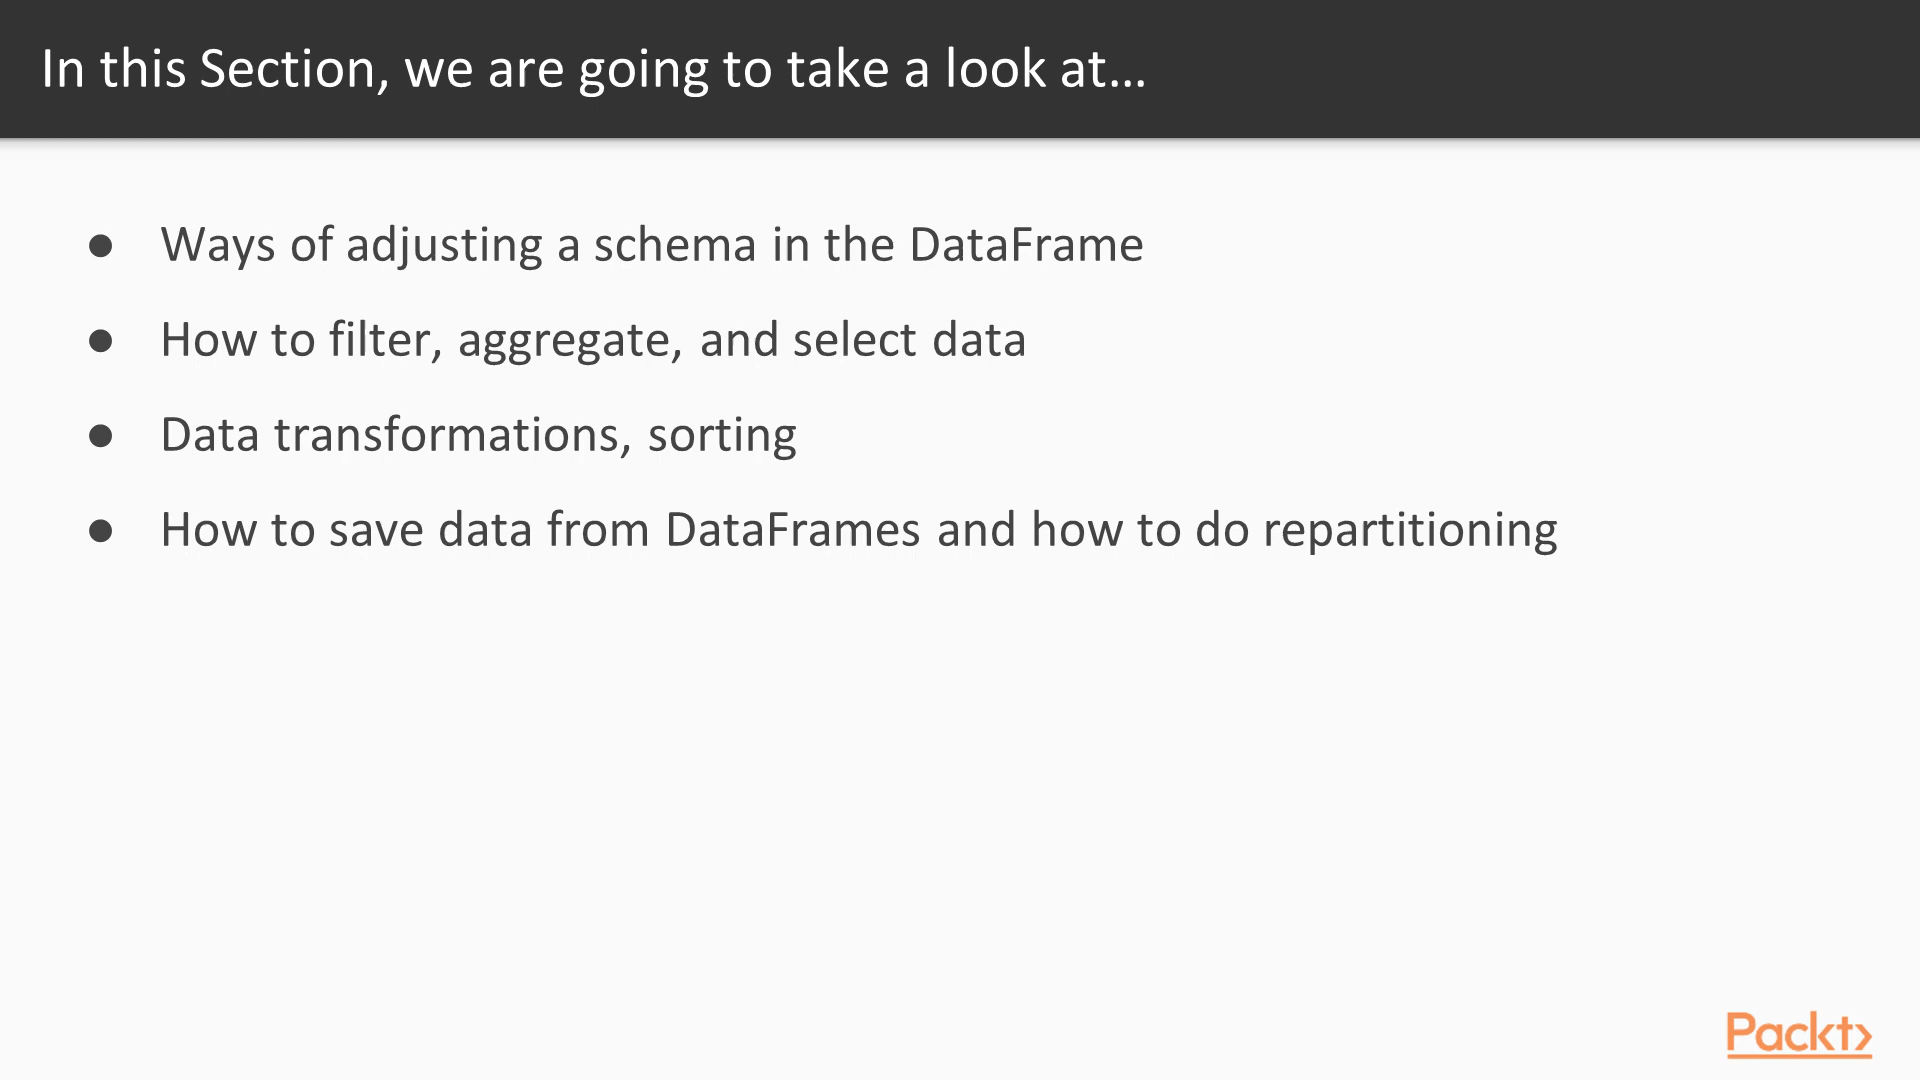 In this Section, we are going to take a look at...
● Ways of adjusting a schema in the DataFrame
● How to filter, aggregate, and select data
● Data transformations, sorting
● How to save data from DataFrames and how to do repartitioning
Packt>